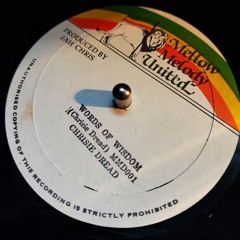 Mellow
Melody
United
PRODUCED BY
JAH CHRIS
WORDS OF WISDOM
(Chrisie Dread) MMD001
CHRISIE DREAD
UNAUTHORISED COPYING OF THIS RECORDING IS STRICTLY PROHIBITED